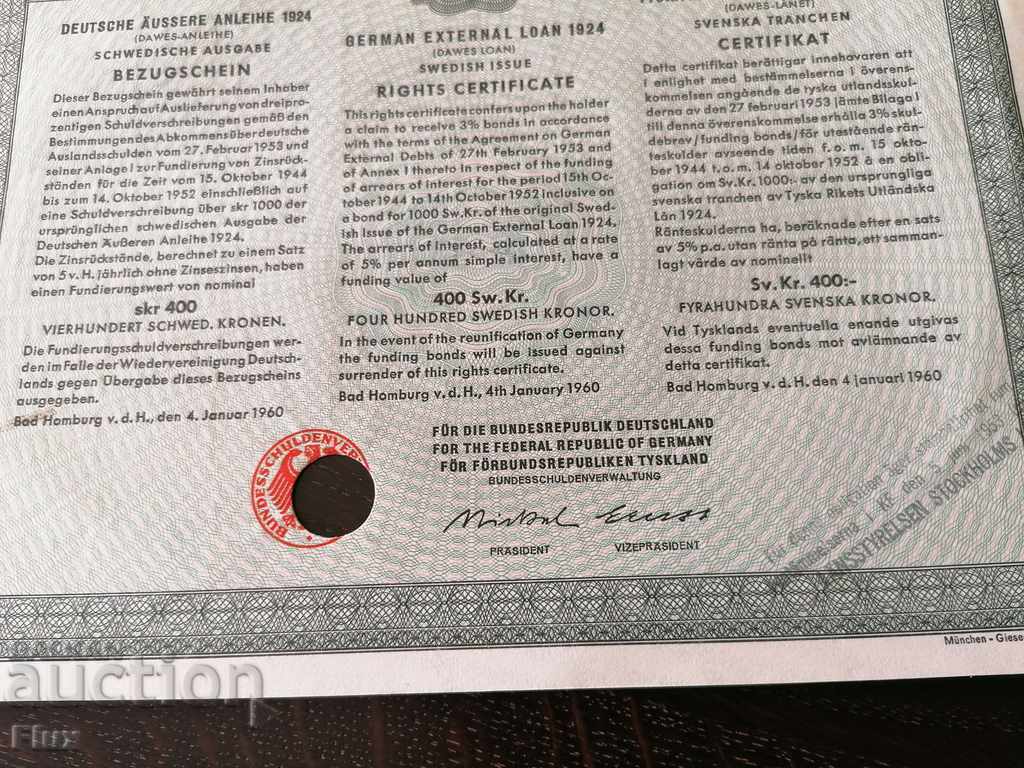 DEUTSCHE ÄUSSERE ANLEIHE 1924
(DAWES-ANLEIHE)
SCHWEDISCHE AUSGABE
BEZUGSCHEIN
Dieser Bezugschein gewährt seinem Inhaber
einen Anspruch auf Auslieferung von dreipro-
zentigen Schuldverschreibungen gemäß den
Bestimmungen des Abkommens über deutsche
Auslandsschulden vom 27. Februar 1953 und
seiner Anlage I zur Fundierung von Zinsrück-
ständen für die Zeit vom 15. Oktober 1944
bis zum 14. Oktober 1952 einschließlich auf
eine Schuldverschreibung über skr 1000 der
ursprünglichen schwedischen Ausgabe der
Deutschen Äußeren Anleihe 1924.
Die Zinsrückstände, berechnet zu einem Satz
von 5 v. H. jährlich ohne Zinseszinsen, haben
einen Fundierungswert von nominal
skr 400
VIERHUNDERT SCHWED. KRONEN.
Die Fundierungsschuldverschreibungen wer-
den im Falle der Wiedervereinigung Deutsch-
lands gegen Übergabe dieses Bezugscheins
ausgegeben.
Bad Homburg v. d. H., den 4. Januar 1960
GERMAN EXTERNAL LOAN 1924
(DAWES LOAN)
SWEDISH ISSUE
RIGHTS CERTIFICATE
This rights certificate confers upon the holder
a claim to receive 3% bonds in accordance
with the terms of the Agreement on German
External Debts of 27th February 1953 and
of Annex I thereto in respect of the funding
of arrears of interest for the period 15th Oc-
tober 1944 to 14th October 1952 inclusive on
a bond for 1000 Sw.Kr. of the original Swed-
ish Issue of the German External Loan 1924.
The arrears of interest, calculated at a rate
of 5% per annum simple interest, have a
funding value of
400 Sw. Kr.
FOUR HUNDRED SWEDISH KRONOR.
In the event of the reunification of Germany
the funding bonds will be issued against
surrender of this rights certificate.
Bad Homburg v. d. H., 4th January 1960
(DAWES-LÅNET)
SVENSKA TRANCHEN
CERTIFIKAT
Detta certifikat berättigar innehavaren att
i enlighet med bestämmelserna i överens-
kommelsen angående de tyska utlandsskul-
derna av den 27 februari 1953 jämte Bilaga I
till denna överenskommelse erhålla 3% skul-
debrev/funding bonds/för utestående rän-
teskulder avseende tiden f. o. m. 15 okto-
ber 1944 t. o. m. 14 oktober 1952 å en obli-
gation om Sv.Kr. 1000:- av den ursprungliga
svenska tranchen av Tyska Rikets Utländska
Lån 1924.
Ränteskulderna ha, beräknade efter en sats
av 5% p.a. utan ränta på ränta, ett samman-
lagt värde av nominellt
Sv. Kr. 400:-
FYRAHUNDRA SVENSKA KRONOR.
Vid Tysklands eventuella enande utgivas
dessa funding bonds mot avlämnande av
detta certifikat.
Bad Homburg v. d. H. den 4 januari 1960
FÜR DIE BUNDESREPUBLIK DEUTSCHLAND
FOR THE FEDERAL REPUBLIC OF GERMANY
FÖR FÖRBUNDSREPUBLIKEN TYSKLAND
BUNDESSCHULDENVERWALTUNG
PRÄSIDENT
VIZEPRÄSIDENT
BUNDESSCHULDENVER
STOCKHOLMS
München - Giese
auction
Flux